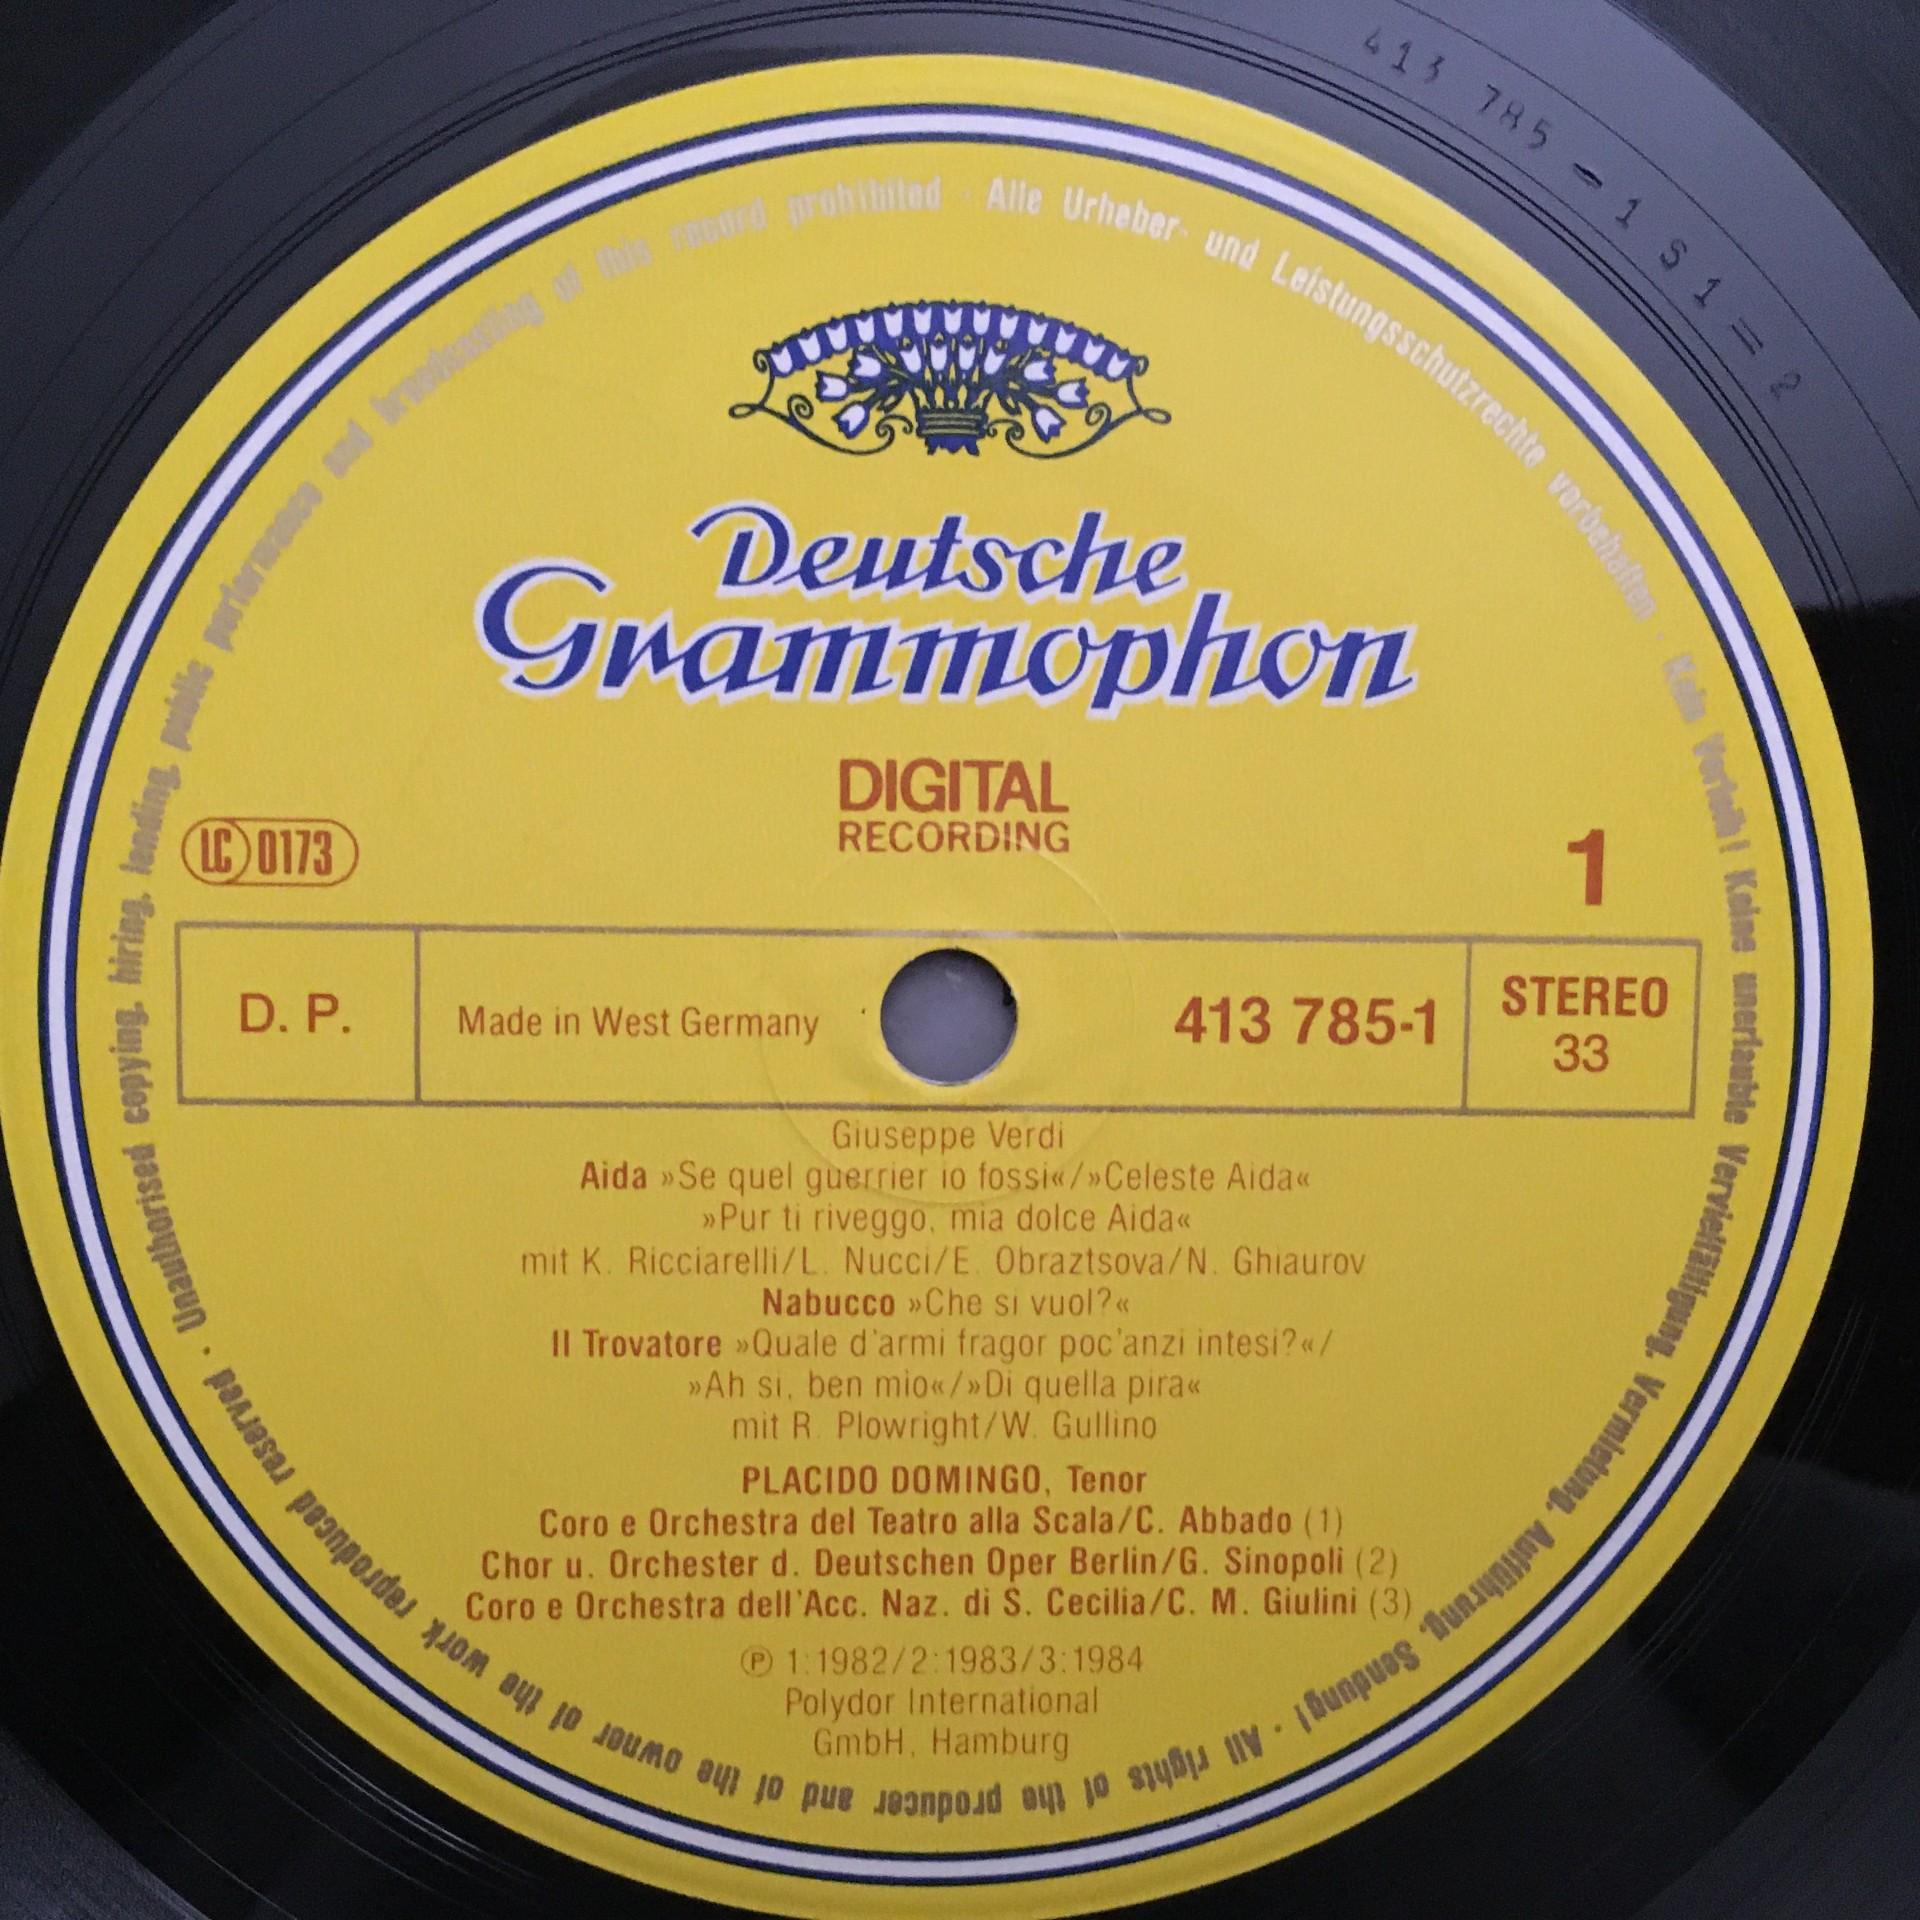 413 785 - 1 S 1 = 2
Alle Urheber- und Leistungsschutzrechte vorbehalten · Kein Verleih! Keine unerlaubte Vervielfältigung, Vermietung, Aufführung, Sendung! · All rights of the producer and of the owner of the work reproduced reserved · Unauthorised copying, hiring, lending, public performance and broadcasting of this record prohibited ·
Deutsche
Grammophon
DIGITAL
RECORDING
LC 0173
1
D. P.
Made in West Germany
413 785-1
STEREO
33
Giuseppe Verdi
Aida »Se quel guerrier io fossi«/»Celeste Aida«
»Pur ti riveggo, mia dolce Aida«
mit K. Ricciarelli/L. Nucci/E. Obraztsova/N. Ghiaurov
Nabucco »Che si vuol?«
Il Trovatore »Quale d'armi fragor poc'anzi intesi?«/
»Ah si, ben mio«/»Di quella pira«
mit R. Plowright/W. Gullino
PLACIDO DOMINGO, Tenor
Coro e Orchestra del Teatro alla Scala/C. Abbado (1)
Chor u. Orchester d. Deutschen Oper Berlin/G. Sinopoli (2)
Coro e Orchestra dell'Acc. Naz. di S. Cecilia/C. M. Giulini (3)
℗ 1:1982/2:1983/3:1984
Polydor International
GmbH, Hamburg